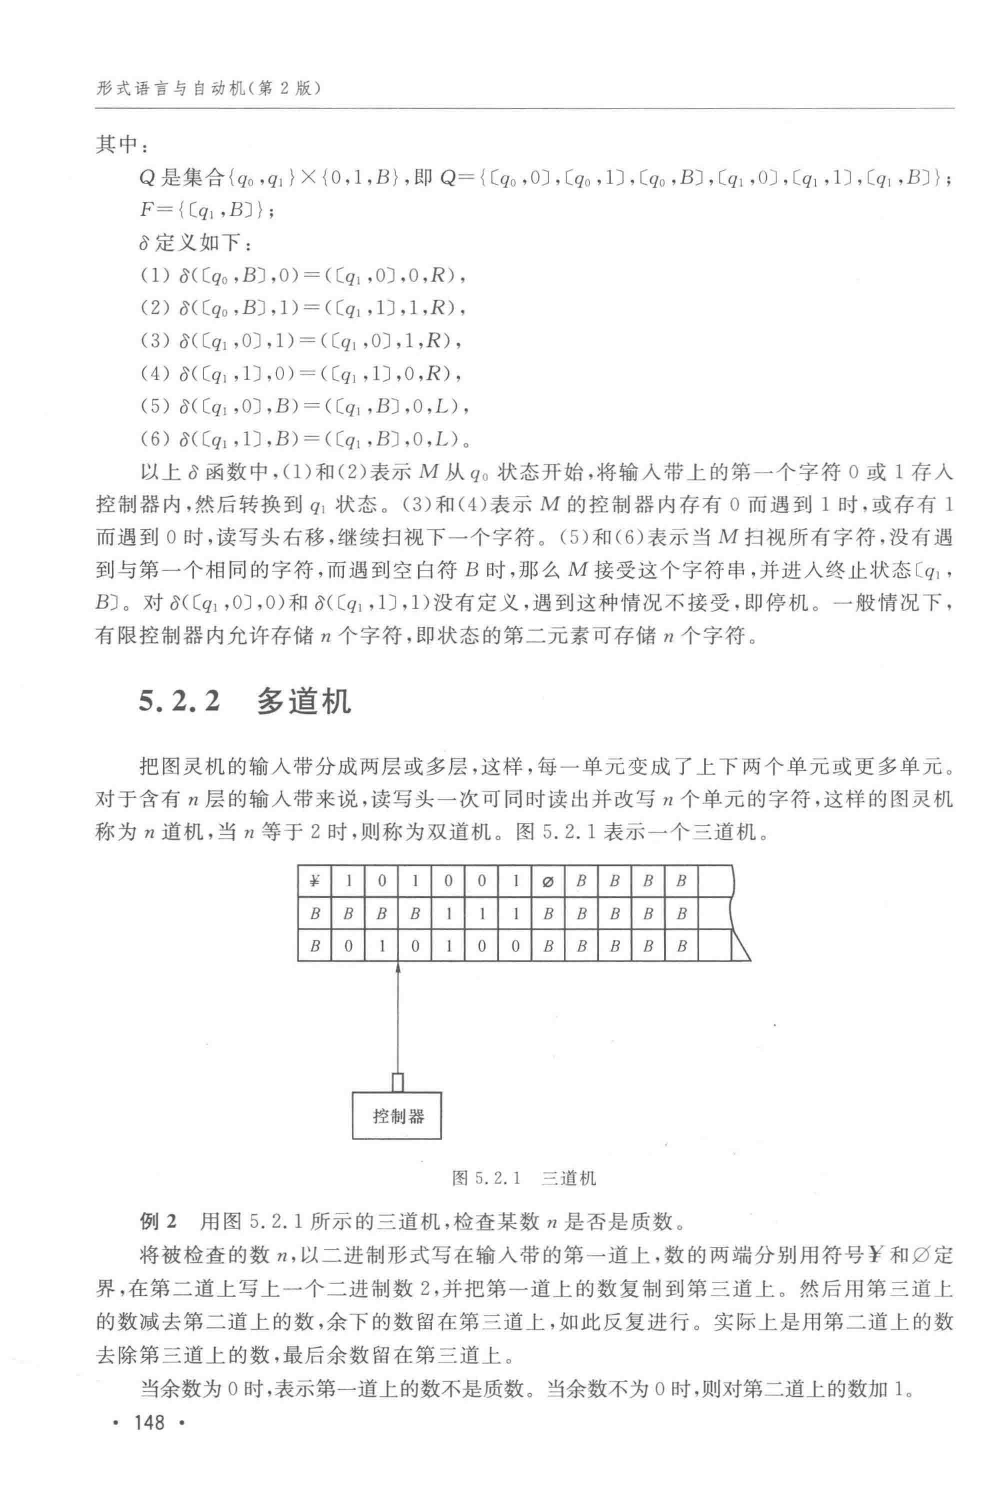 形式语言与自动机(第2版)
其中:
Q是集合{q₀,q₁}×{0,1,B},即Q={〔q₀,0〕,〔q₀,1〕,〔q₀,B〕,〔q₁,0〕,〔q₁,1〕,〔q₁,B〕};
F={〔q₁,B〕};
δ定义如下:
(1) δ(〔q₀,B〕,0)=(〔q₁,0〕,0,R),
(2) δ(〔q₀,B〕,1)=(〔q₁,1〕,1,R),
(3) δ(〔q₁,0〕,1)=(〔q₁,0〕,1,R),
(4) δ(〔q₁,1〕,0)=(〔q₁,1〕,0,R),
(5) δ(〔q₁,0〕,B)=(〔q₁,B〕,0,L),
(6) δ(〔q₁,1〕,B)=(〔q₁,B〕,0,L)。
以上δ函数中,(1)和(2)表示M从q₀状态开始,将输入带上的第一个字符0或1存入
控制器内,然后转换到q₁状态。(3)和(4)表示M的控制器内存有0而遇到1时,或存有1
而遇到0时,读写头右移,继续扫视下一个字符。(5)和(6)表示当M扫视所有字符,没有遇
到与第一个相同的字符,而遇到空白符B时,那么M接受这个字符串,并进入终止状态〔q₁,
B〕。对δ(〔q₁,0〕,0)和δ(〔q₁,1〕,1)没有定义,遇到这种情况不接受,即停机。一般情况下,
有限控制器内允许存储n个字符,即状态的第二元素可存储n个字符。
5.2.2 多道机
把图灵机的输入带分成两层或多层,这样,每一单元变成了上下两个单元或更多单元。
对于含有n层的输入带来说,读写头一次可同时读出并改写n个单元的字符,这样的图灵机
称为n道机,当n等于2时,则称为双道机。图5.2.1表示一个三道机。
¥ 1 0 1 0 0 1 ∅ B B B B
B B B B 1 1 1 B B B B B
B 0 1 0 1 0 0 B B B B B
控制器
图5.2.1 三道机
例2 用图5.2.1所示的三道机,检查某数n是否是质数。
将被检查的数n,以二进制形式写在输入带的第一道上,数的两端分别用符号¥和∅定
界,在第二道上写上一个二进制数2,并把第一道上的数复制到第三道上。然后用第三道上
的数减去第二道上的数,余下的数留在第三道上,如此反复进行。实际上是用第二道上的数
去除第三道上的数,最后余数留在第三道上。
当余数为0时,表示第一道上的数不是质数。当余数不为0时,则对第二道上的数加1。
· 148 ·